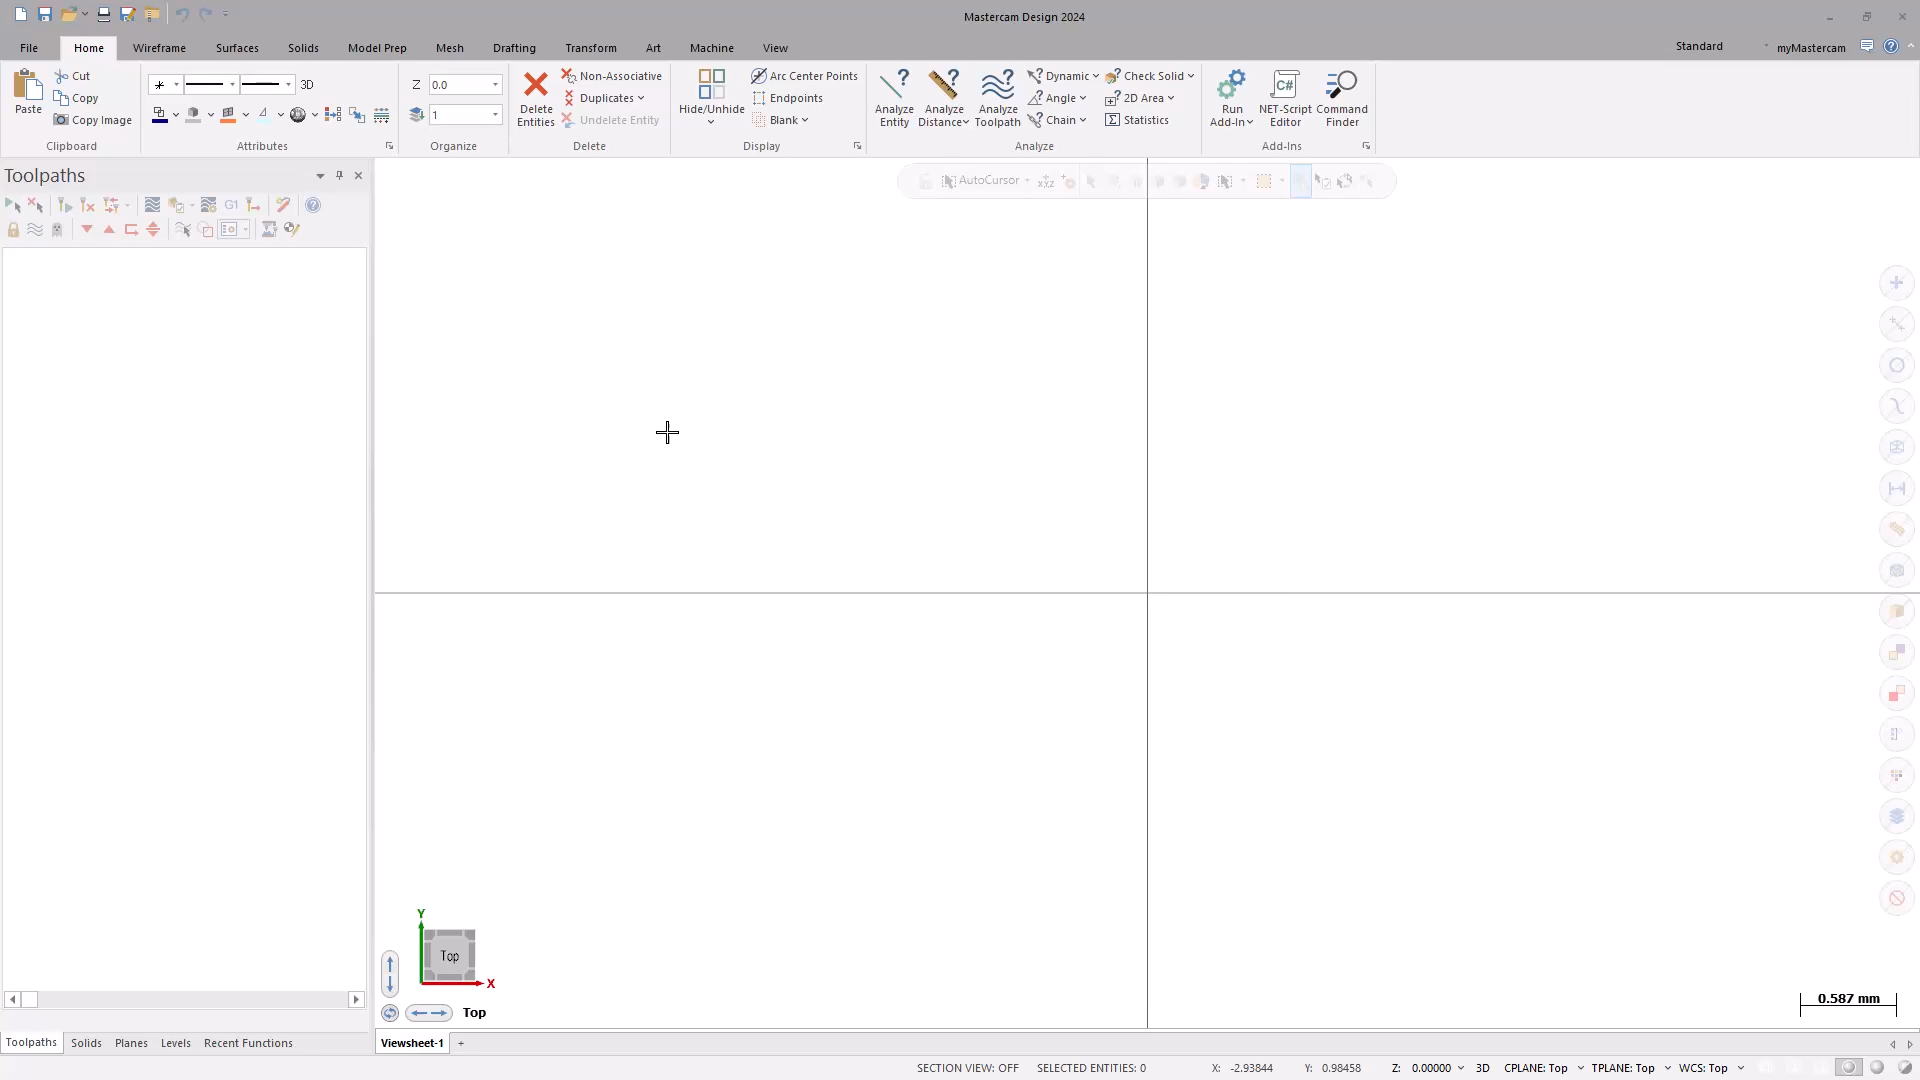 Mastercam Design 2024
File Home Wireframe Surfaces Solids Model Prep Mesh Drafting Transform Art Machine View Standard myMastercam
Paste
Cut
Copy
Copy Image
Clipboard
3D
Attributes
Z 0.0
1
Organize
Delete
Entities
Non-Associative
Duplicates
Undelete Entity
Delete
Hide/Unhide
Arc Center Points
Endpoints
Blank
Display
Analyze
Entity
Analyze
Distance
Analyze
Toolpath
Dynamic
Angle
Chain
Check Solid
2D Area
Statistics
Analyze
Run
Add-In
C#
NET-Script
Editor
Command
Finder
Add-Ins
Toolpaths
G1
AutoCursor
xyz
Y
Top
X
Top
0.587 mm
Toolpaths Solids Planes Levels Recent Functions
Viewsheet-1 +
SECTION VIEW: OFF SELECTED ENTITIES: 0 X: -2.93844 Y: 0.98458 Z: 0.00000 3D CPLANE: Top TPLANE: Top WCS: Top